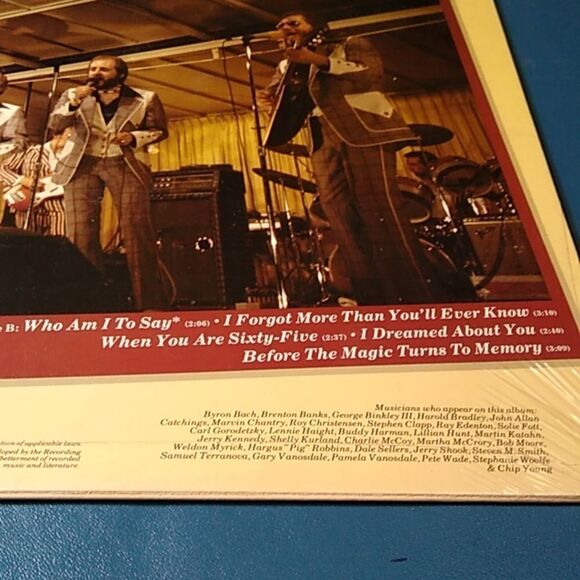 B: Who Am I To Say* (2:06) • I Forgot More Than You'll Ever Know (3:10)
When You Are Sixty-Five (2:37) • I Dreamed About You (2:40)
Before The Magic Turns To Memory (3:09)
Musicians who appear on this album:
Byron Bach, Brenton Banks, George Binkley III, Harold Bradley, John Allan
Catchings, Marvin Chantry, Roy Christensen, Stephen Clapp, Ray Edenton, Solie Fott,
Carl Gorodetzky, Lennie Haight, Buddy Harman, Lillian Hunt, Martin Katahn,
Jerry Kennedy, Shelly Kurland, Charlie McCoy, Martha McCrory, Bob Moore,
Weldon Myrick, Hargus "Pig" Robbins, Dale Sellers, Jerry Shook, Steven M. Smith,
Samuel Terranova, Gary Vanosdale, Pamela Vanosdale, Pete Wade, Stephanie Woolfe
& Chip Young
tion of applicable laws.
loped by the Recording
betterment of recorded
music and literature.